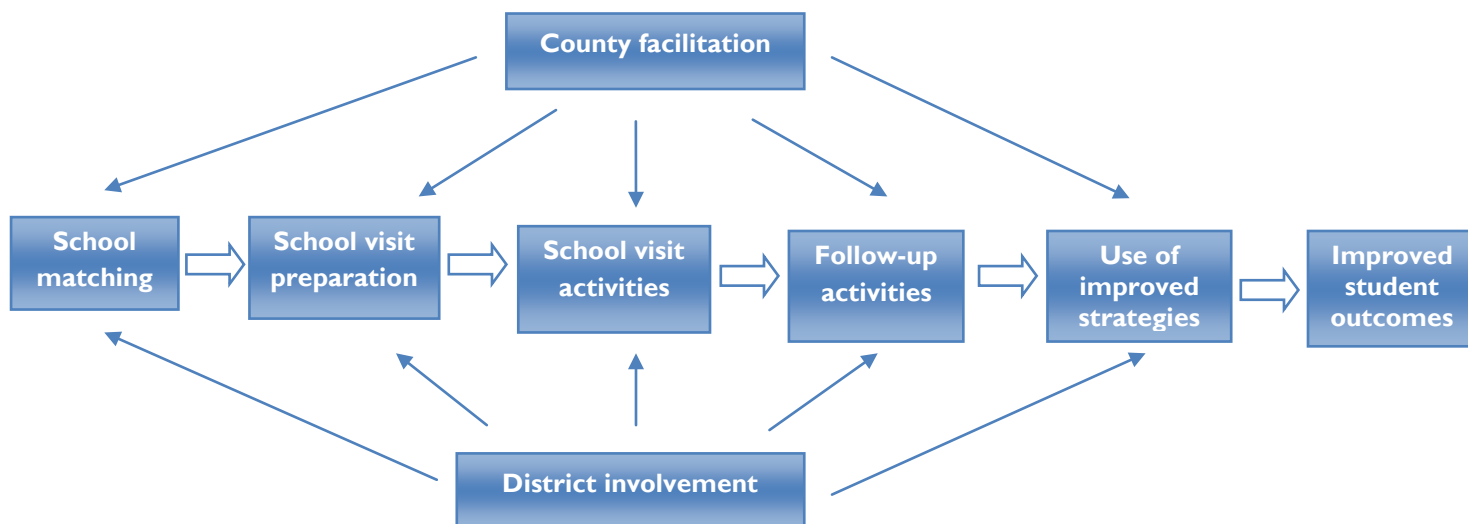 County facilitation
School
matching
School visit
preparation
School visit
activities
Follow-up
activities
Use of
improved
strategies
Improved
student
outcomes
District involvement